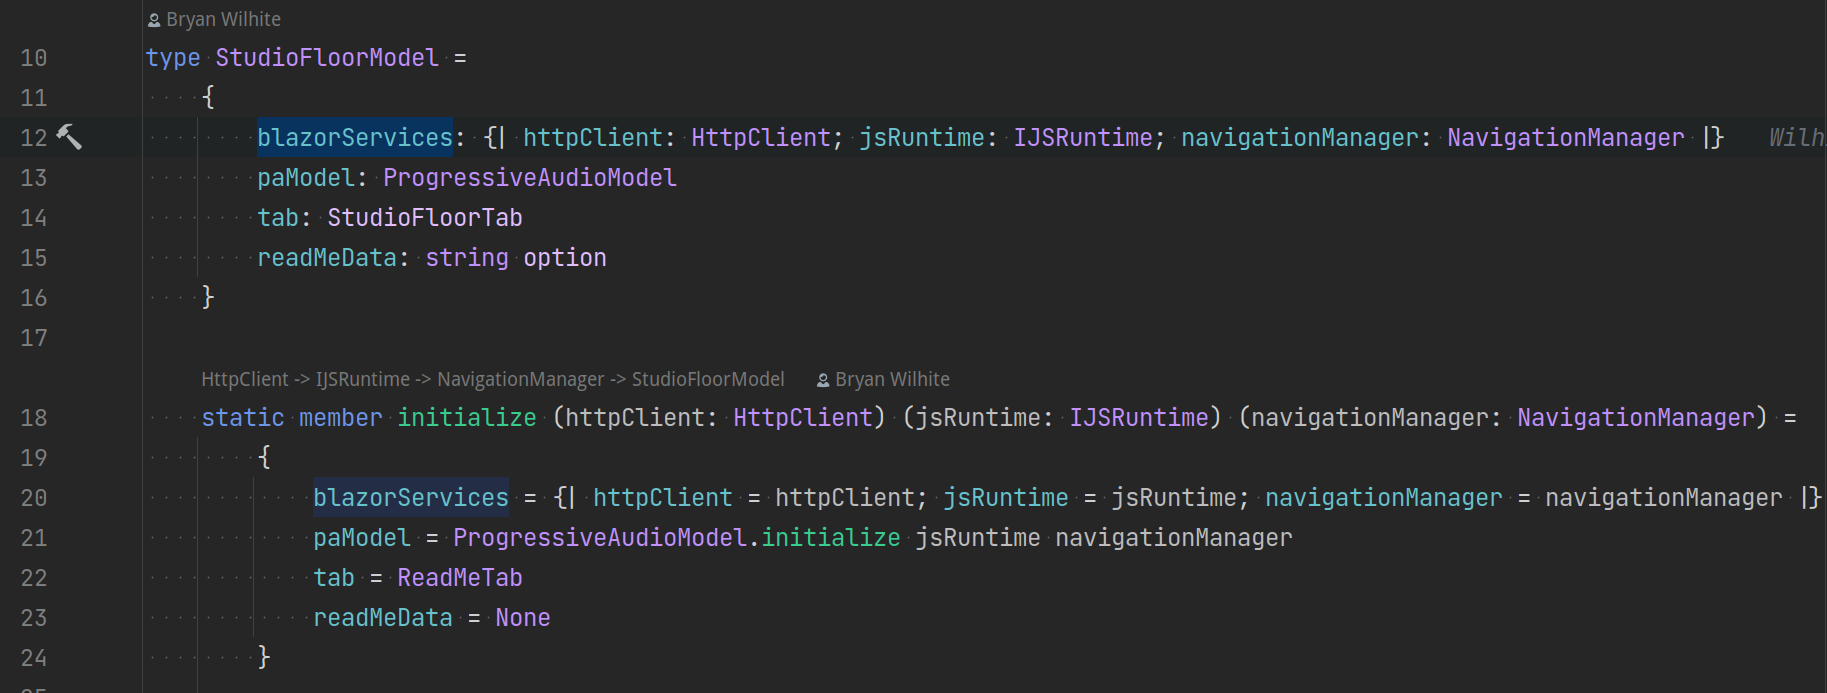 Bryan Wilhite
10 type StudioFloorModel =
11 {
12 blazorServices: {| httpClient: HttpClient; jsRuntime: IJSRuntime; navigationManager: NavigationManager |} Wilh
13 paModel: ProgressiveAudioModel
14 tab: StudioFloorTab
15 readMeData: string option
16 }
17
HttpClient -> IJSRuntime -> NavigationManager -> StudioFloorModel Bryan Wilhite
18 static member initialize (httpClient: HttpClient) (jsRuntime: IJSRuntime) (navigationManager: NavigationManager) =
19 {
20 blazorServices = {| httpClient = httpClient; jsRuntime = jsRuntime; navigationManager = navigationManager |}
21 paModel = ProgressiveAudioModel.initialize jsRuntime navigationManager
22 tab = ReadMeTab
23 readMeData = None
24 }